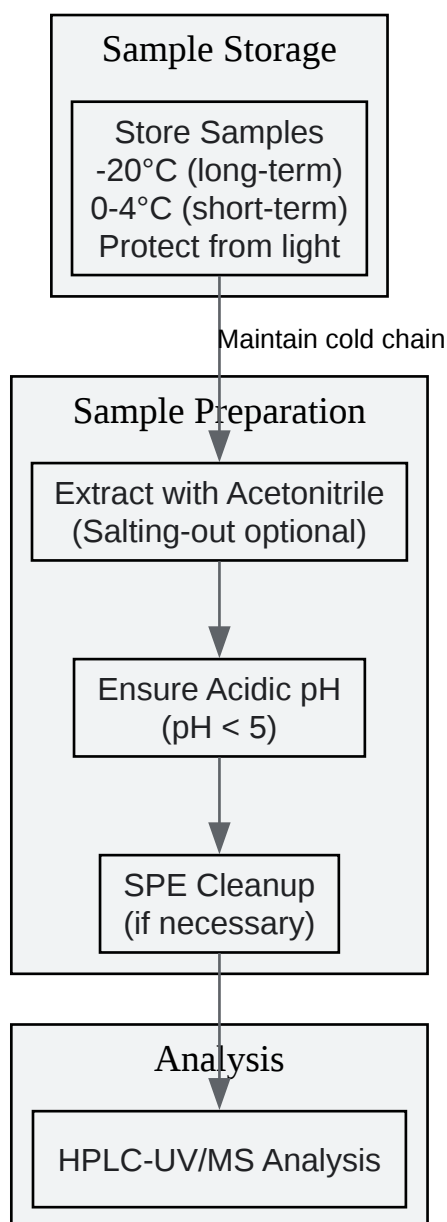 Sample Storage
Store Samples
-20°C (long-term)
0-4°C (short-term)
Protect from light
Maintain cold chain
Sample Preparation
Extract with Acetonitrile
(Salting-out optional)
Ensure Acidic pH
(pH < 5)
SPE Cleanup
(if necessary)
Analysis
HPLC-UV/MS Analysis